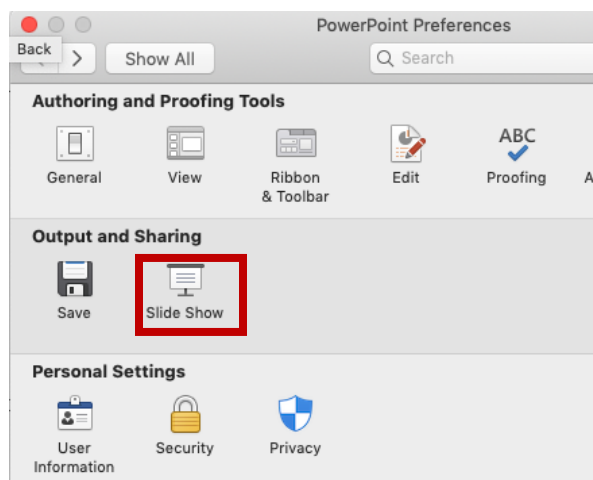 PowerPoint Preferences
Back
Show All
Search
Authoring and Proofing Tools
General
View
Ribbon
& Toolbar
Edit
ABC
Proofing
A
Output and Sharing
Save
Slide Show
Personal Settings
User
Information
Security
Privacy